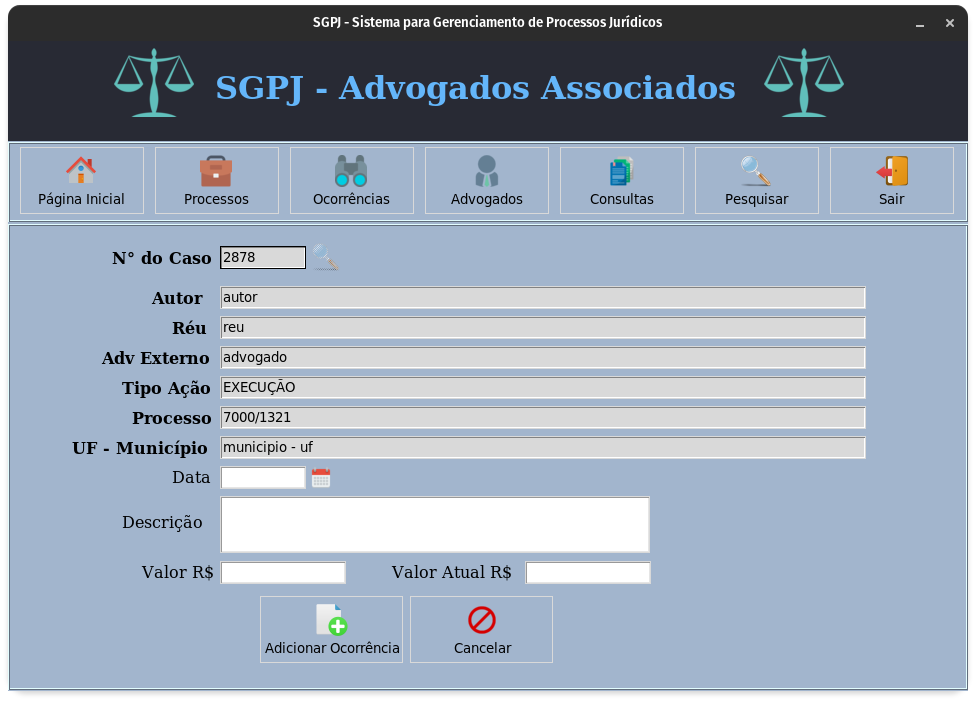 SGPJ - Sistema para Gerenciamento de Processos Jurídicos
SGPJ - Advogados Associados
Página Inicial Processos Ocorrências Advogados Consultas Pesquisar Sair
N° do Caso 2878
Autor autor
Réu reu
Adv Externo advogado
Tipo Ação EXECUÇÃO
Processo 7000/1321
UF - Município municipio - uf
Data
Descrição
Valor R$ Valor Atual R$
Adicionar Ocorrência Cancelar